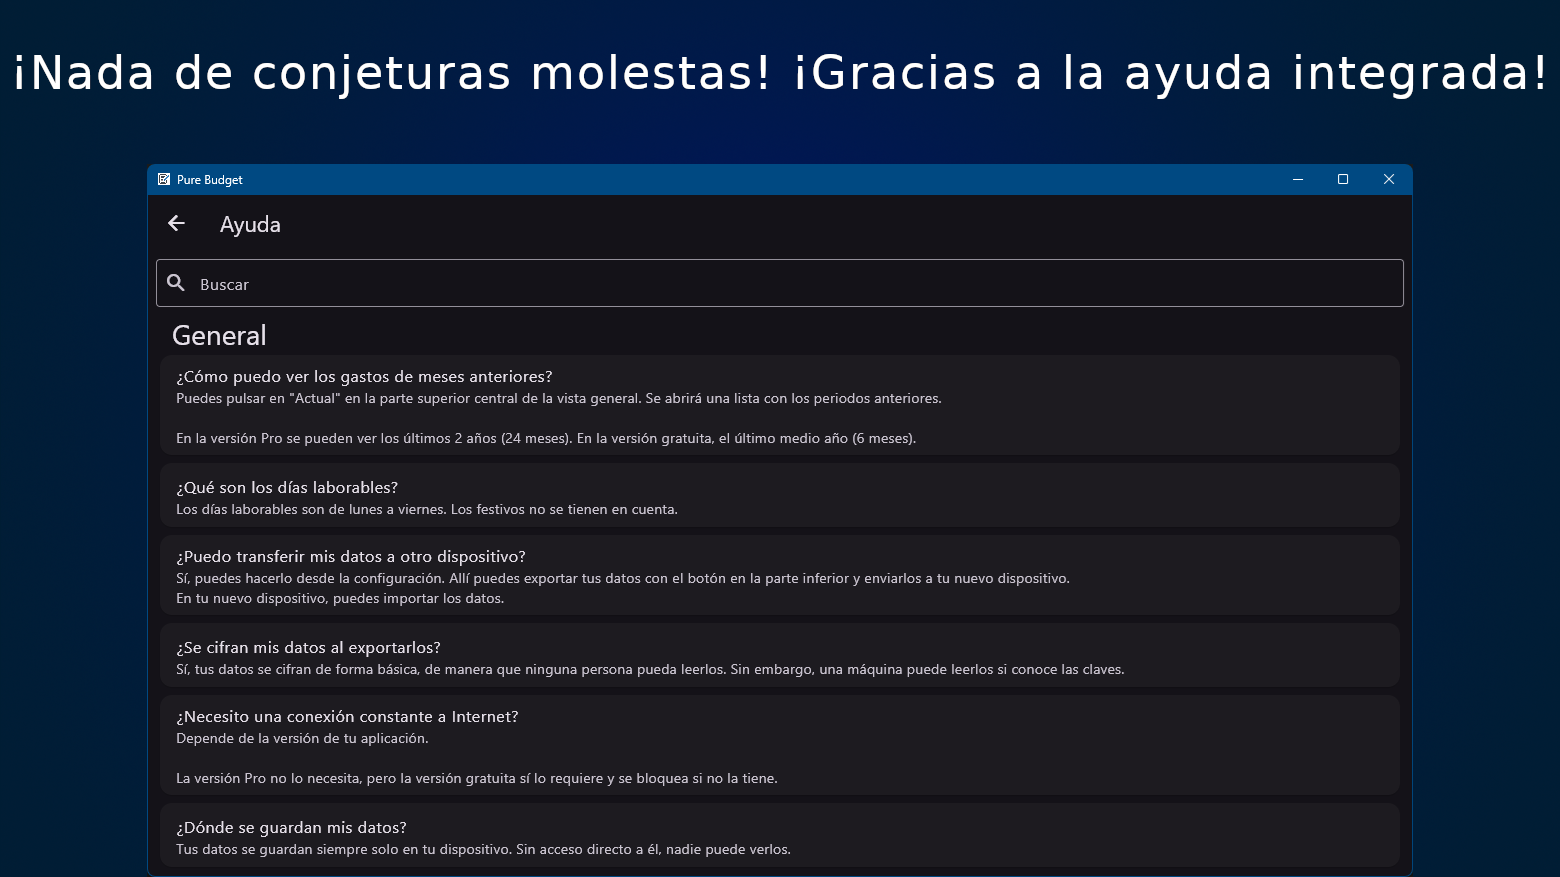 ¡Nada de conjeturas molestas! ¡Gracias a la ayuda integrada!
Pure Budget
Ayuda
Buscar
General
¿Cómo puedo ver los gastos de meses anteriores?
Puedes pulsar en "Actual" en la parte superior central de la vista general. Se abrirá una lista con los periodos anteriores.
En la versión Pro se pueden ver los últimos 2 años (24 meses). En la versión gratuita, el último medio año (6 meses).
¿Qué son los días laborables?
Los días laborables son de lunes a viernes. Los festivos no se tienen en cuenta.
¿Puedo transferir mis datos a otro dispositivo?
Sí, puedes hacerlo desde la configuración. Allí puedes exportar tus datos con el botón en la parte inferior y enviarlos a tu nuevo dispositivo.
En tu nuevo dispositivo, puedes importar los datos.
¿Se cifran mis datos al exportarlos?
Sí, tus datos se cifran de forma básica, de manera que ninguna persona pueda leerlos. Sin embargo, una máquina puede leerlos si conoce las claves.
¿Necesito una conexión constante a Internet?
Depende de la versión de tu aplicación.
La versión Pro no lo necesita, pero la versión gratuita sí lo requiere y se bloquea si no la tiene.
¿Dónde se guardan mis datos?
Tus datos se guardan siempre solo en tu dispositivo. Sin acceso directo a él, nadie puede verlos.